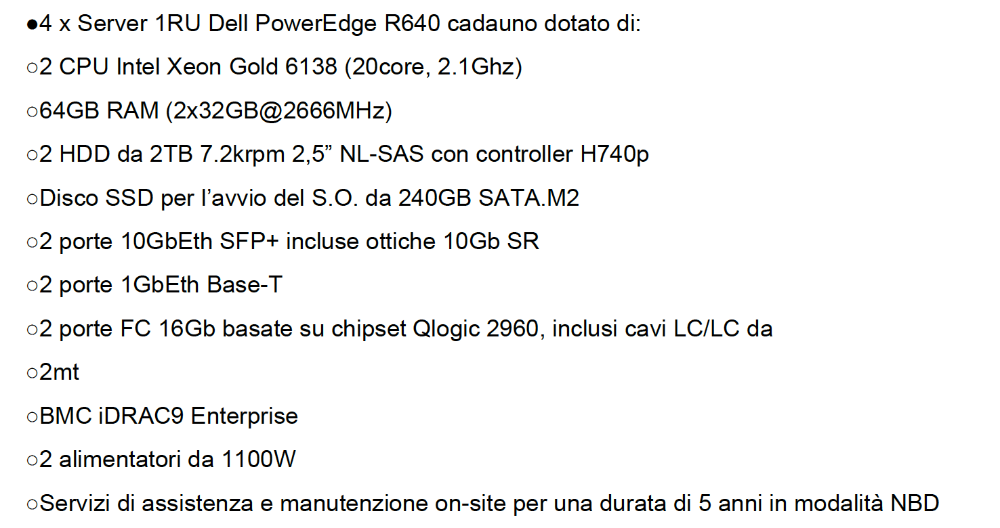 ●4 x Server 1RU Dell PowerEdge R640 cadauno dotato di:
○2 CPU Intel Xeon Gold 6138 (20core, 2.1Ghz)
○64GB RAM (2x32GB@2666MHz)
○2 HDD da 2TB 7.2krpm 2,5” NL-SAS con controller H740p
○Disco SSD per l’avvio del S.O. da 240GB SATA.M2
○2 porte 10GbEth SFP+ incluse ottiche 10Gb SR
○2 porte 1GbEth Base-T
○2 porte FC 16Gb basate su chipset Qlogic 2960, inclusi cavi LC/LC da
○2mt
○BMC iDRAC9 Enterprise
○2 alimentatori da 1100W
○Servizi di assistenza e manutenzione on-site per una durata di 5 anni in modalità NBD